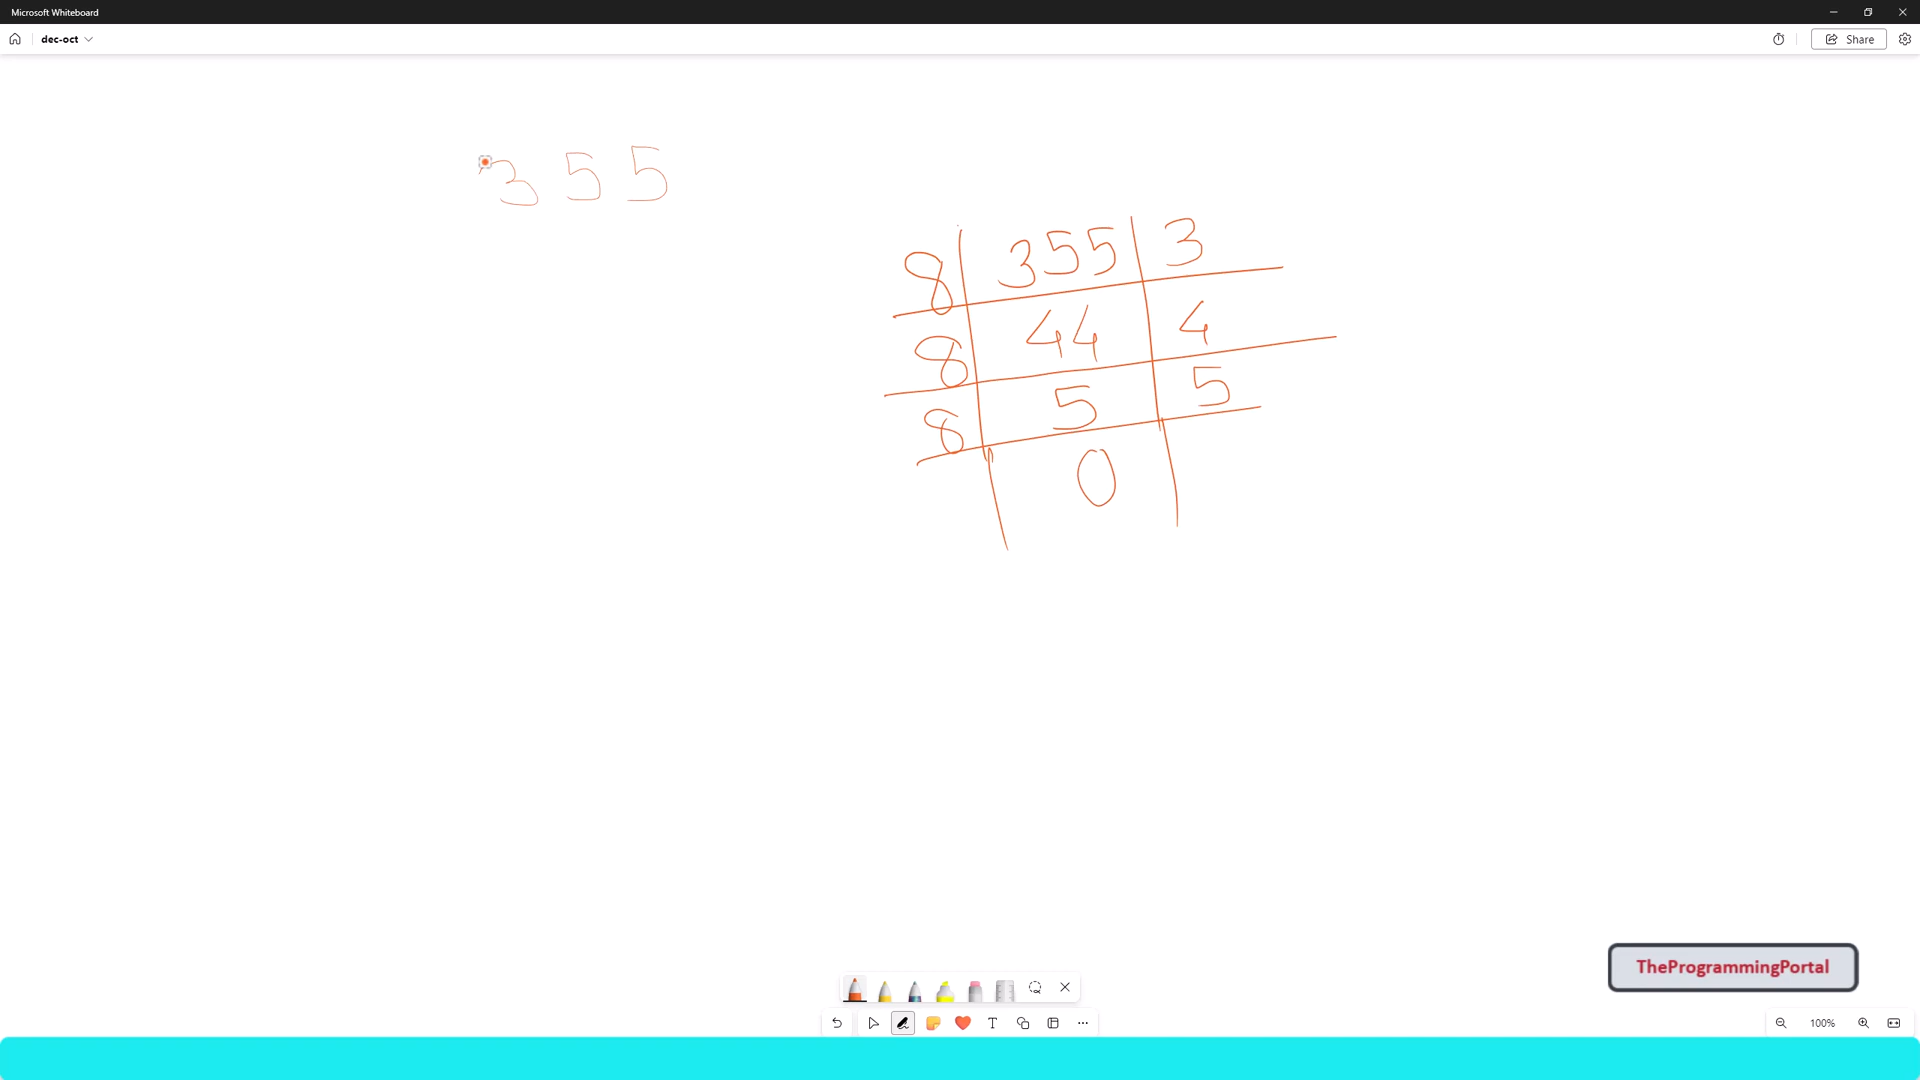 Microsoft Whiteboard
dec-oct
Share
3 5 5
8 355 3
8 44 4
8 5 5
0
TheProgrammingPortal
T
100%